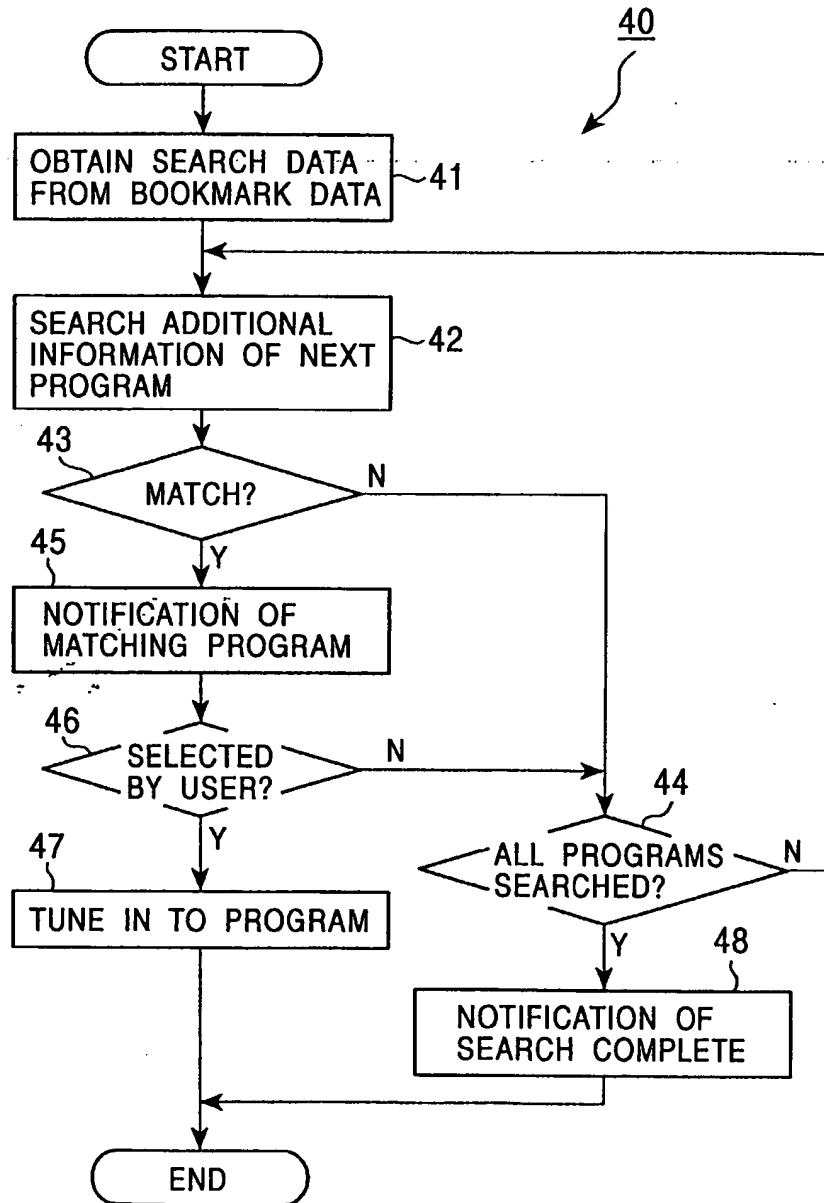 40
START
OBTAIN SEARCH DATA
FROM BOOKMARK DATA
41
SEARCH ADDITIONAL
INFORMATION OF NEXT
PROGRAM
42
43
MATCH?
N
Y
45
NOTIFICATION OF
MATCHING PROGRAM
46
SELECTED
BY USER?
N
Y
44
ALL PROGRAMS
SEARCHED?
N
Y
47
TUNE IN TO PROGRAM
48
NOTIFICATION OF
SEARCH COMPLETE
END